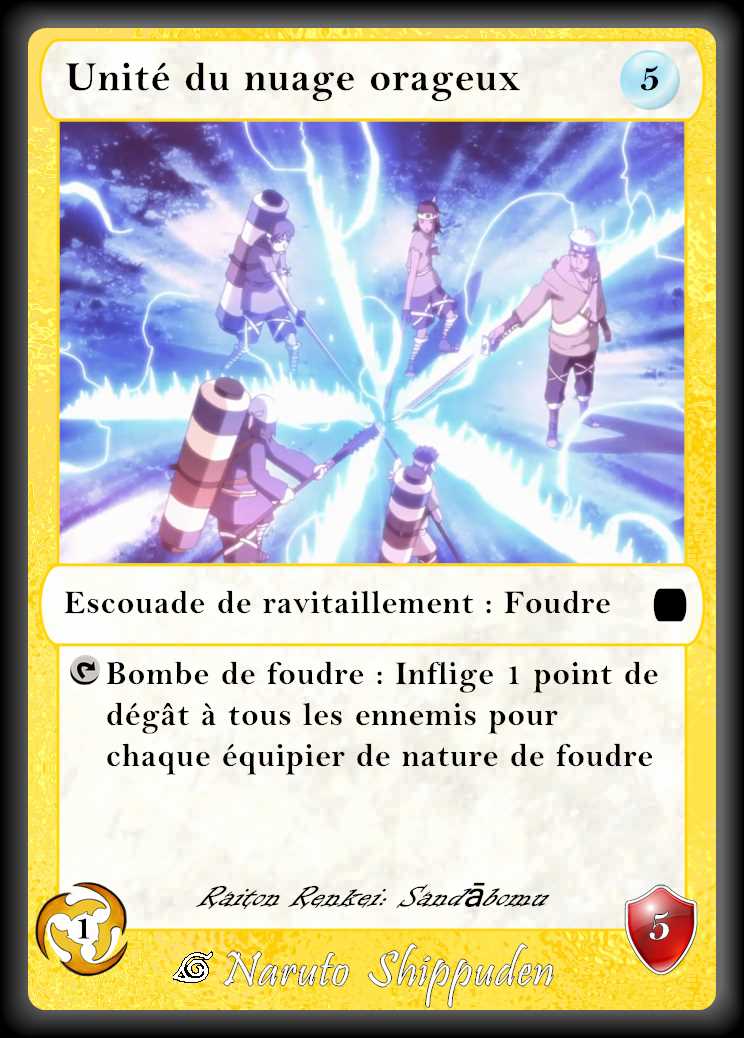 Unité du nuage orageux
5
Escouade de ravitaillement : Foudre
Bombe de foudre : Inflige 1 point de
dégât à tous les ennemis pour
chaque équipier de nature de foudre
Raiton Renkei: Sandābomu
1
5
Naruto Shippuden